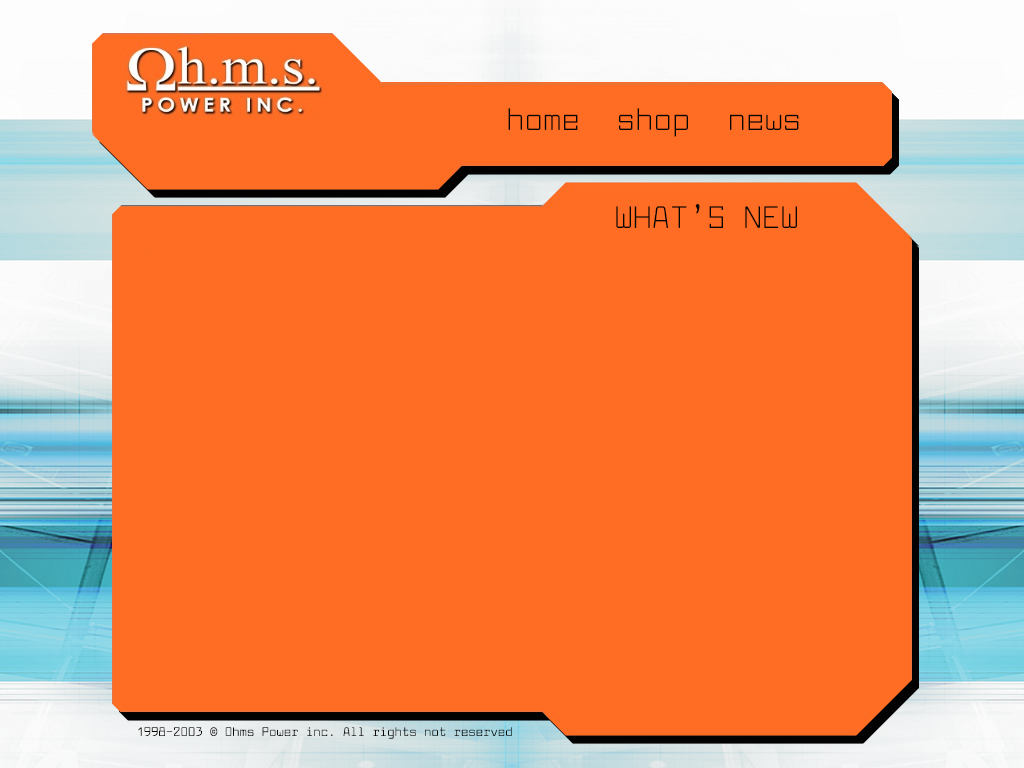 Ωh.m.s.
POWER INC.
home shop news
WHAT'S NEW
1998-2003 © Ohms Power inc. All rights not reserved